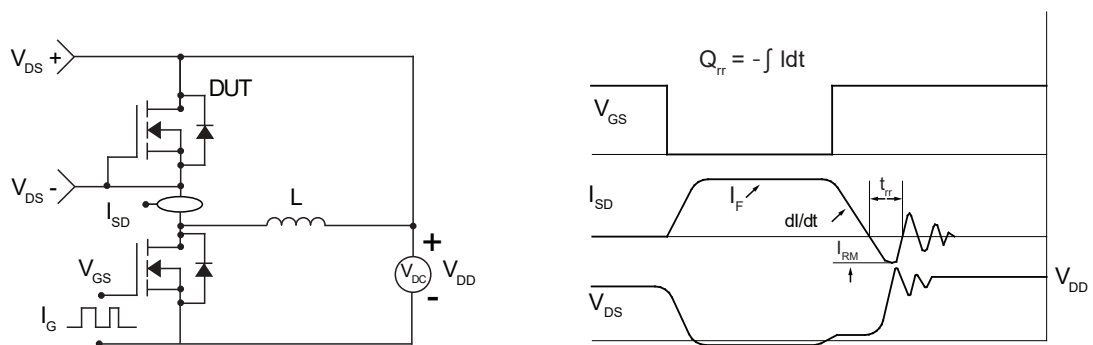 V_DS +
DUT
V_DS -
I_SD
L
V_GS
I_G
+
V_DC
-
V_DD
Q_rr = -∫ Idt
V_GS
I_SD
I_F
dI/dt
t_rr
I_RM
V_DS
V_DD